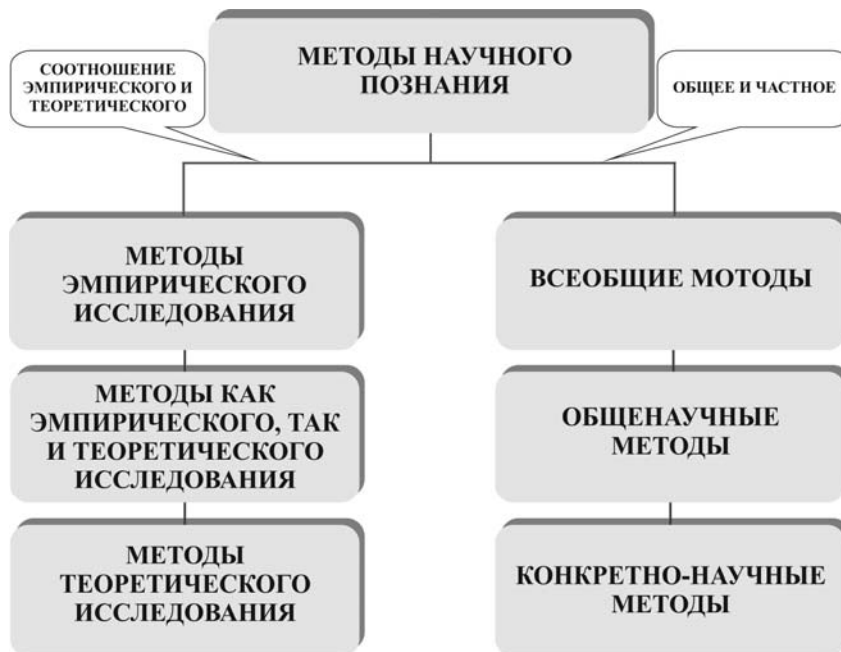 МЕТОДЫ НАУЧНОГО
ПОЗНАНИЯ
СООТНОШЕНИЕ
ЭМПИРИЧЕСКОГО И
ТЕОРЕТИЧЕСКОГО
ОБЩЕЕ И ЧАСТНОЕ
МЕТОДЫ
ЭМПИРИЧЕСКОГО
ИССЛЕДОВАНИЯ
МЕТОДЫ КАК
ЭМПИРИЧЕСКОГО, ТАК
И ТЕОРЕТИЧЕСКОГО
ИССЛЕДОВАНИЯ
МЕТОДЫ
ТЕОРЕТИЧЕСКОГО
ИССЛЕДОВАНИЯ
ВСЕОБЩИЕ МОТОДЫ
ОБЩЕНАУЧНЫЕ
МЕТОДЫ
КОНКРЕТНО-НАУЧНЫЕ
МЕТОДЫ